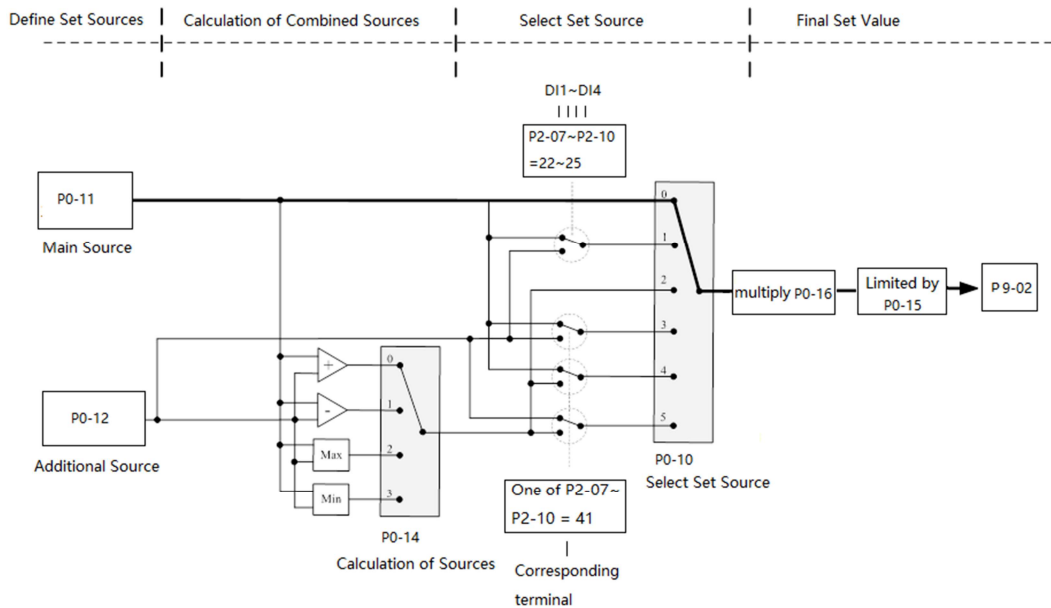 Define Set Sources
Calculation of Combined Sources
Select Set Source
Final Set Value
DI1~DI4
P2-07~P2-10
=22~25
P0-11
Main Source
0
1
2
3
4
5
multiply P0-16
Limited by
P0-15
P9-02
P0-12
Additional Source
+
-
Max
Min
0
1
2
3
P0-14
Calculation of Sources
P0-10
Select Set Source
One of P2-07~
P2-10 = 41
Corresponding
terminal